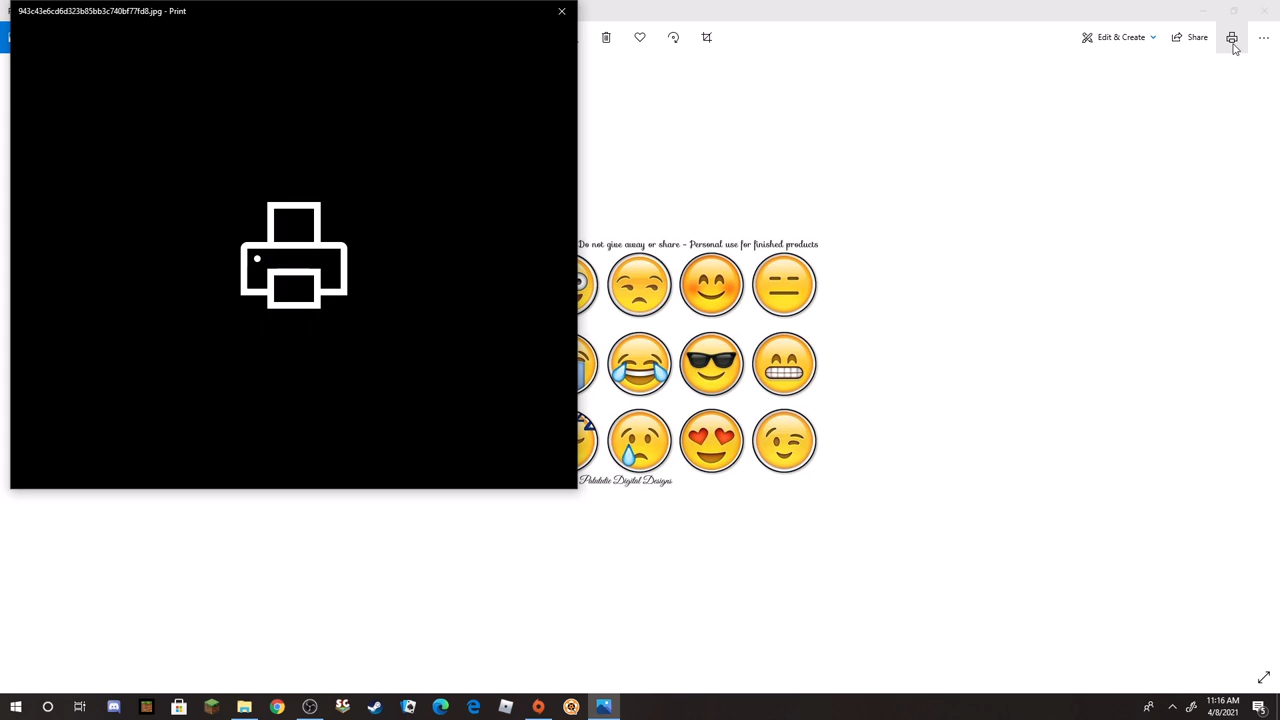 943c43e6cd6d323b85bb3c740bf77fd8.jpg - Print
Edit & Create
Share
Do not give away or share - Personal use for finished products
Z
Digital Designs
SC
11:16 AM
4/8/2021